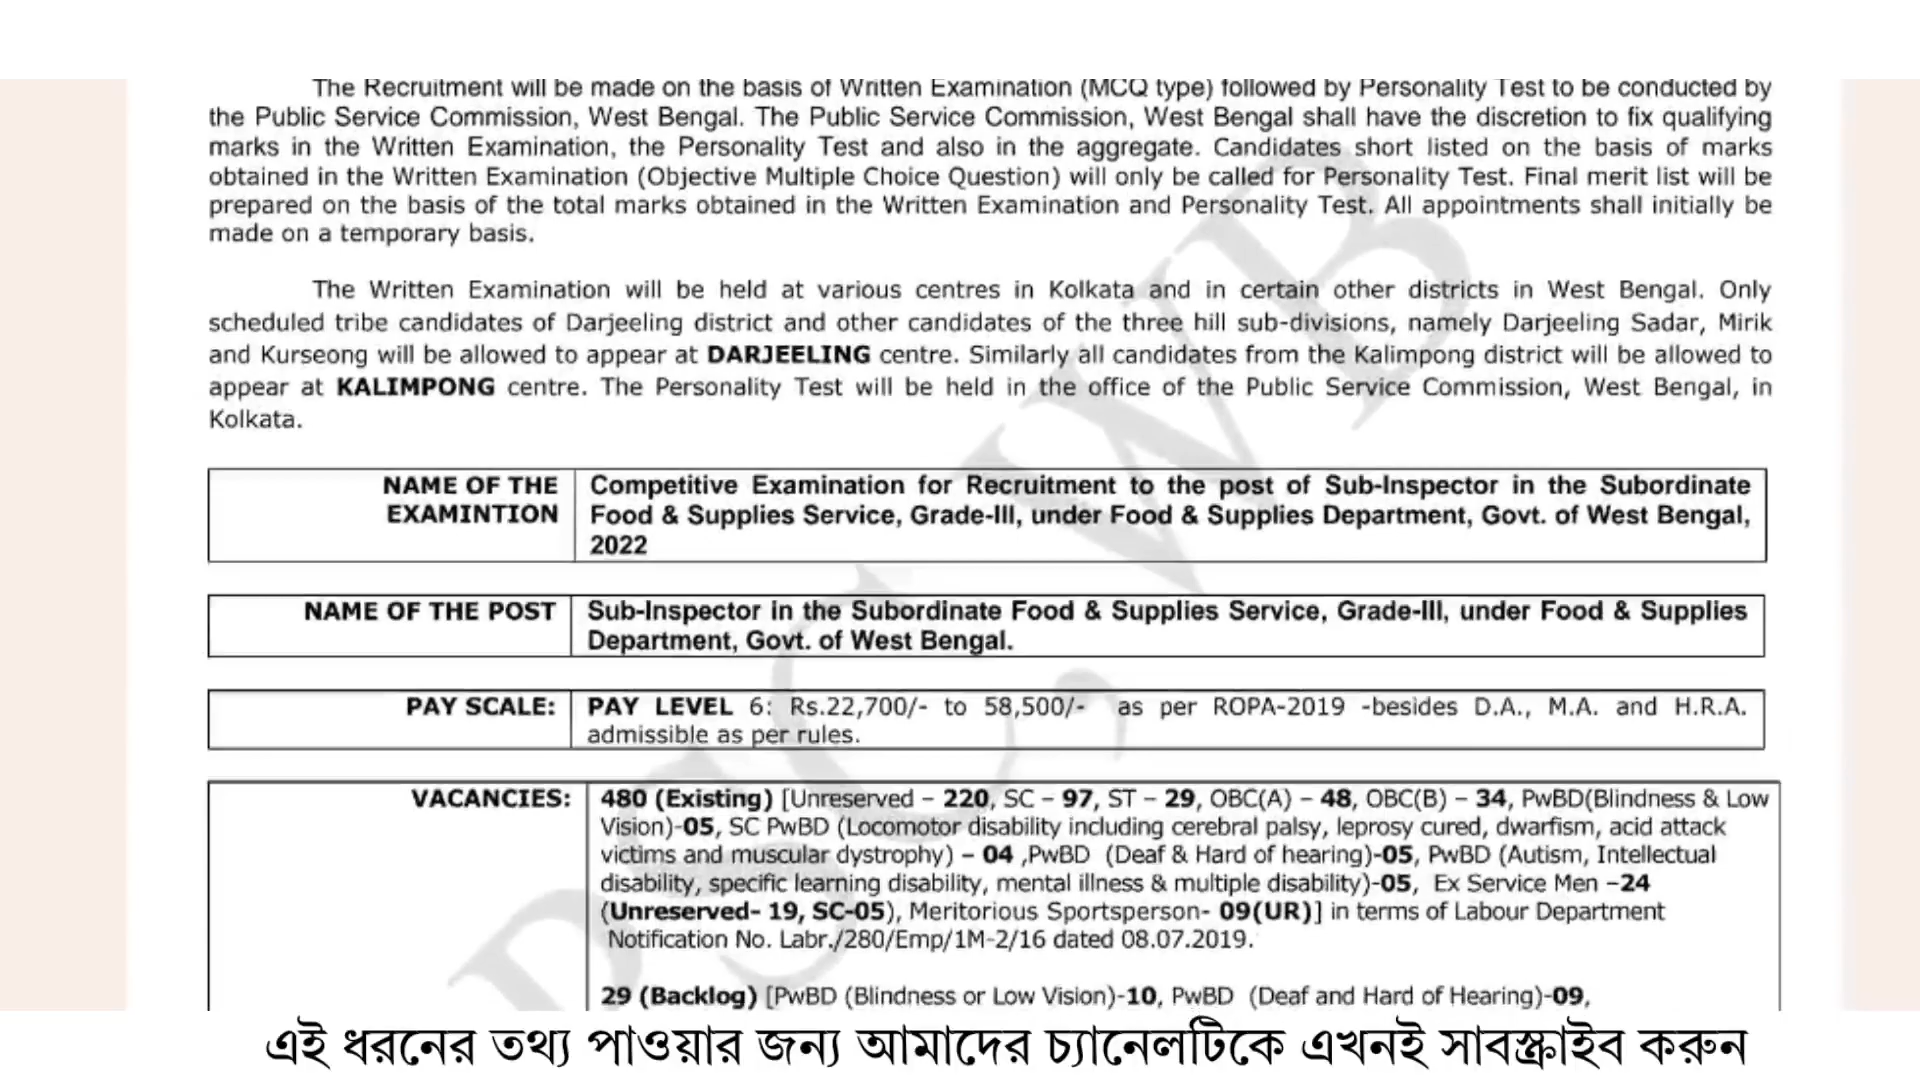 The Recruitment will be made on the basis of Written Examination (MCQ type) followed by Personality Test to be conducted by
the Public Service Commission, West Bengal. The Public Service Commission, West Bengal shall have the discretion to fix qualifying
marks in the Written Examination, the Personality Test and also in the aggregate. Candidates short listed on the basis of marks
obtained in the Written Examination (Objective Multiple Choice Question) will only be called for Personality Test. Final merit list will be
prepared on the basis of the total marks obtained in the Written Examination and Personality Test. All appointments shall initially be
made on a temporary basis.
The Written Examination will be held at various centres in Kolkata and in certain other districts in West Bengal. Only
scheduled tribe candidates of Darjeeling district and other candidates of the three hill sub-divisions, namely Darjeeling Sadar, Mirik
and Kurseong will be allowed to appear at DARJEELING centre. Similarly all candidates from the Kalimpong district will be allowed to
appear at KALIMPONG centre. The Personality Test will be held in the office of the Public Service Commission, West Bengal, in
Kolkata.
NAME OF THE
EXAMINTION
Competitive Examination for Recruitment to the post of Sub-Inspector in the Subordinate
Food & Supplies Service, Grade-III, under Food & Supplies Department, Govt. of West Bengal,
2022
NAME OF THE POST
Sub-Inspector in the Subordinate Food & Supplies Service, Grade-III, under Food & Supplies
Department, Govt. of West Bengal.
PAY SCALE:
PAY LEVEL 6: Rs.22,700/- to 58,500/- as per ROPA-2019 -besides D.A., M.A. and H.R.A.
admissible as per rules.
VACANCIES:
480 (Existing) [Unreserved – 220, SC – 97, ST – 29, OBC(A) – 48, OBC(B) – 34, PwBD(Blindness & Low
Vision)-05, SC PwBD (Locomotor disability including cerebral palsy, leprosy cured, dwarfism, acid attack
victims and muscular dystrophy) – 04 ,PwBD (Deaf & Hard of hearing)-05, PwBD (Autism, Intellectual
disability, specific learning disability, mental illness & multiple disability)-05, Ex Service Men –24
(Unreserved- 19, SC-05), Meritorious Sportsperson- 09(UR)] in terms of Labour Department
Notification No. Labr./280/Emp/1M-2/16 dated 08.07.2019.
29 (Backlog) [PwBD (Blindness or Low Vision)-10, PwBD (Deaf and Hard of Hearing)-09,
PSC, WB
এই ধরনের তথ্য পাওয়ার জন্য আমাদের চ্যানেলটিকে এখনই সাবস্ক্রাইব করুন